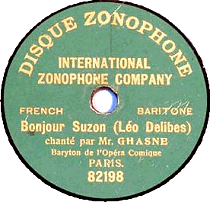 DISQUE ZONOPHONE
INTERNATIONAL
ZONOPHONE COMPANY
FRENCH BARITONE
Bonjour Suzon (Léo Delibes)
chanté par Mr. GHASNE
Baryton de l'Opéra Comique
PARIS.
82198